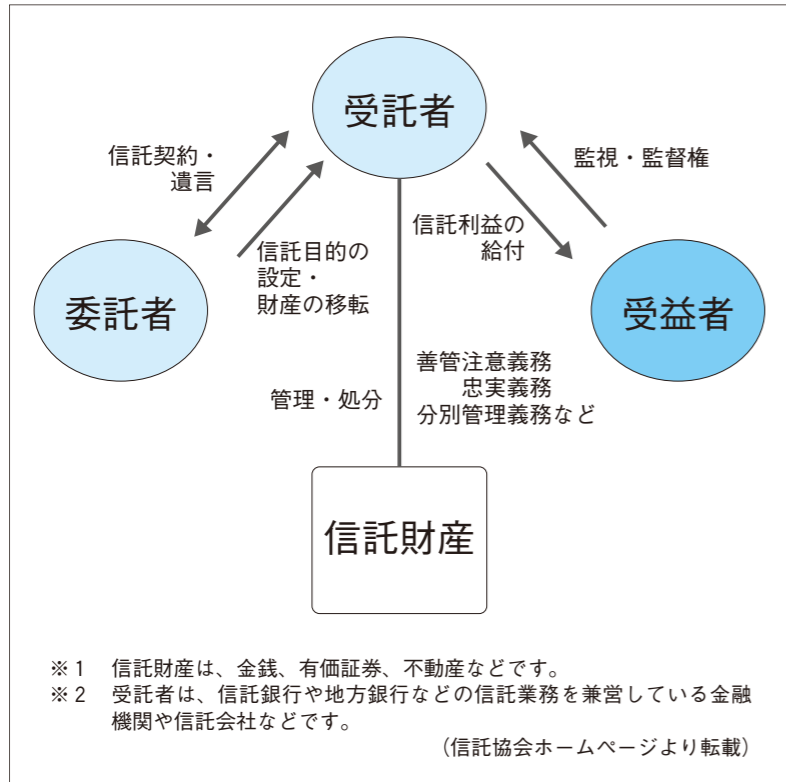 受託者
信託契約・
遺言
監視・監督権
信託利益の
給付
信託目的の
設定・
財産の移転
委託者
受益者
管理・処分
善管注意義務
忠実義務
分別管理義務など
信託財産
※1 信託財産は、金銭、有価証券、不動産などです。
※2 受託者は、信託銀行や地方銀行などの信託業務を兼営している金融
機関や信託会社などです。
(信託協会ホームページより転載)